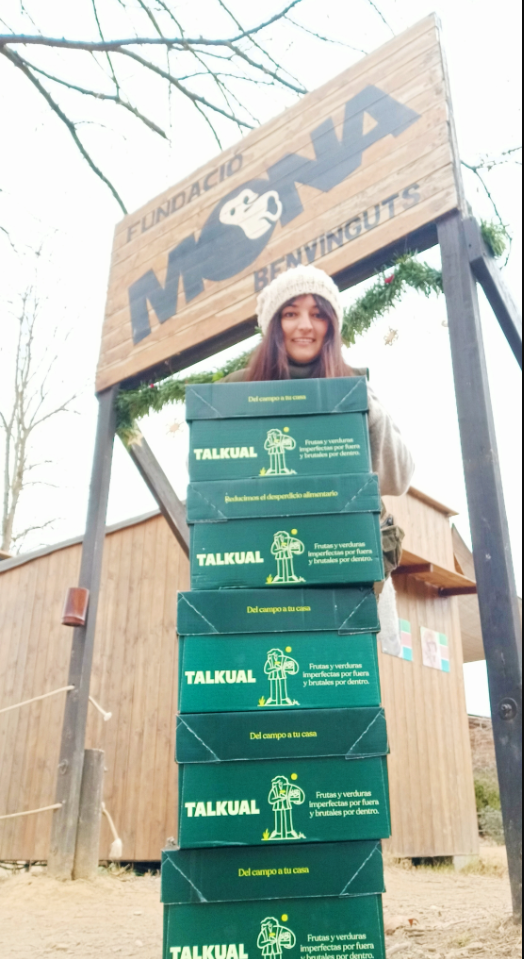 FUNDACIÓ
MONA
BENVINGUTS
Del campo a tu casa
TALKUAL
Frutas y verduras
imperfectas por fuera
y brutales por dentro.
Reducimos el desperdicio alimentario
TALKUAL
Frutas y verduras
imperfectas por fuera
y brutales por dentro.
Del campo a tu casa
TALKUAL
Frutas y verduras
imperfectas por fuera
y brutales por dentro.
Del campo a tu casa
TALKUAL
Frutas y verduras
imperfectas por fuera
y brutales por dentro.
Del campo a tu casa
TALKUAL
Frutas y verduras
imperfectas por fuera
y brutales por dentro.